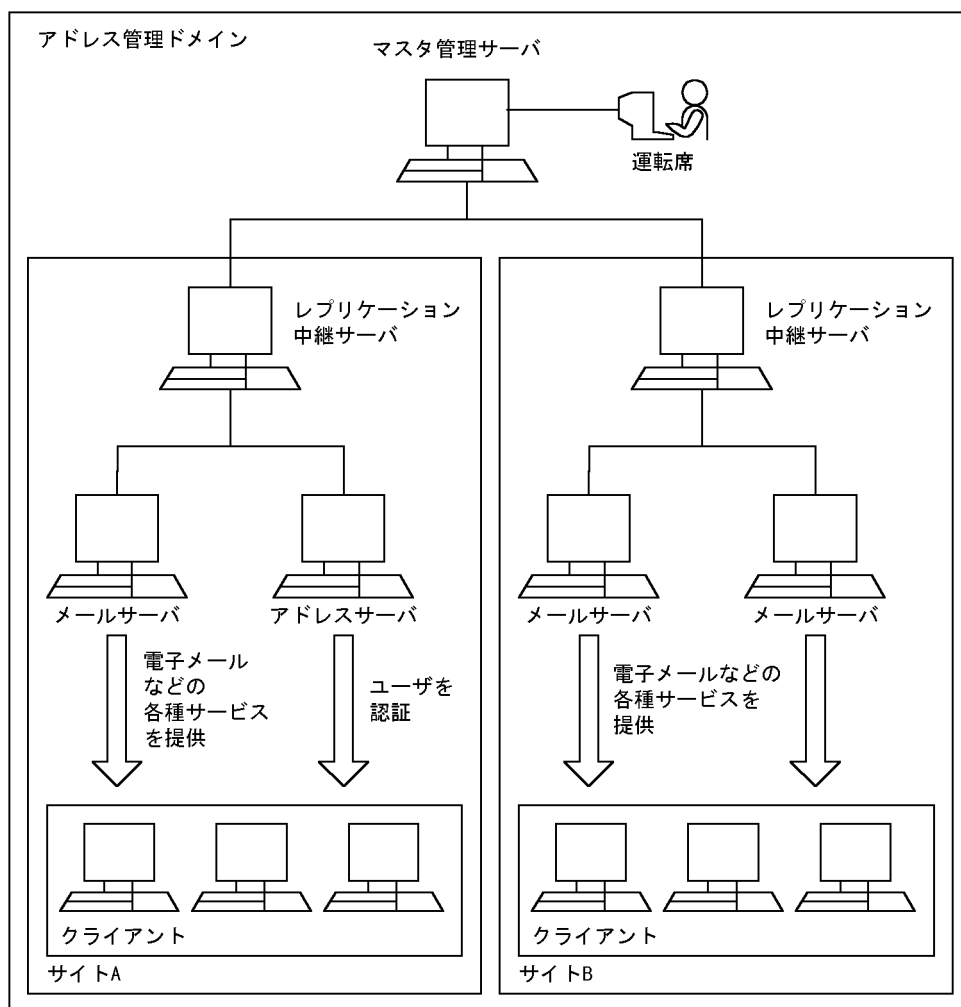 アドレス管理ドメイン
マスタ管理サーバ
運転席
レプリケーション
中継サーバ
レプリケーション
中継サーバ
メールサーバ
アドレスサーバ
メールサーバ
メールサーバ
電子メール
などの
各種サービス
を提供
ユーザを
認証
電子メールなどの
各種サービスを
提供
クライアント
クライアント
サイトA
サイトB